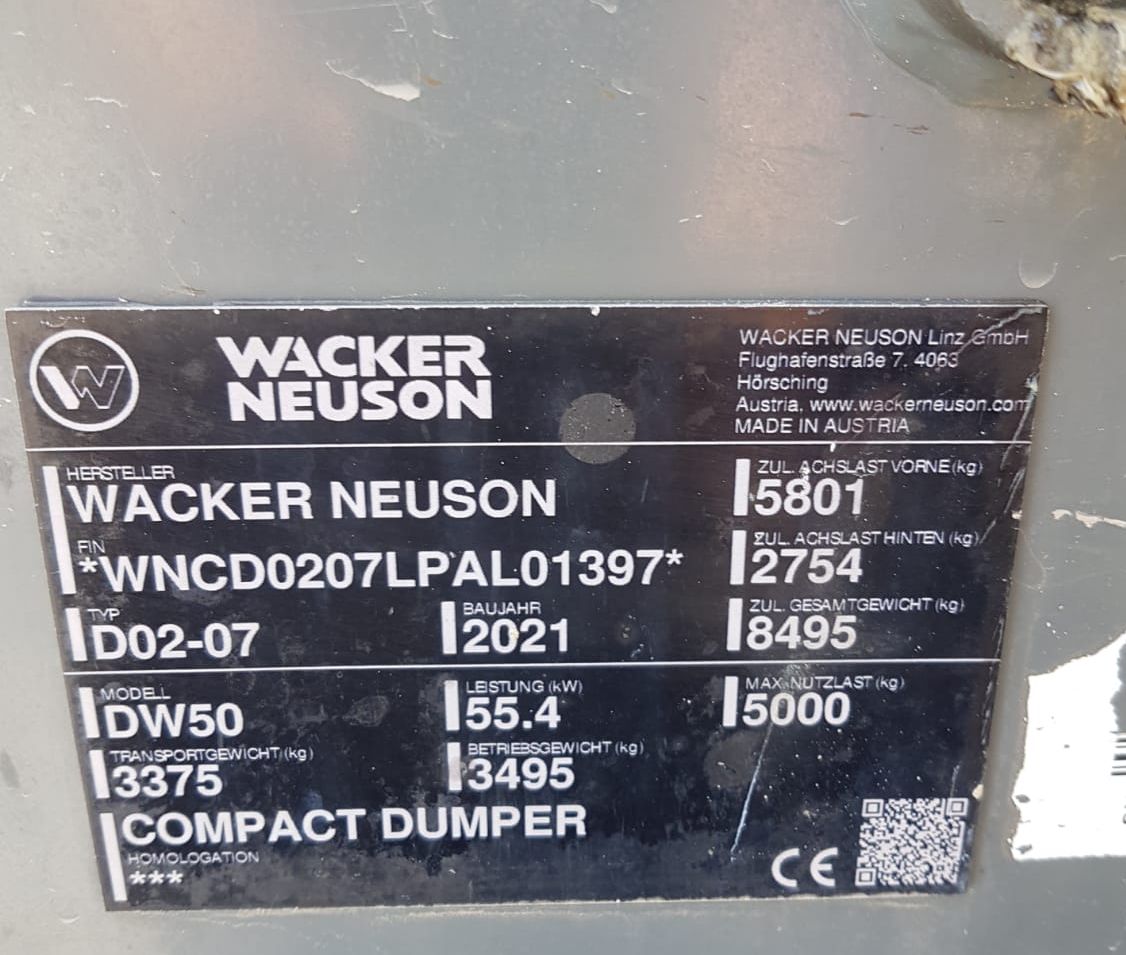 WACKER
NEUSON
WACKER NEUSON Linz GmbH
Flughafenstraße 7, 4063
Hörsching
Austria, www.wackerneuson.com
MADE IN AUSTRIA
HERSTELLER
WACKER NEUSON
FIN
*WNCD0207LPAL01397*
TYP
D02-07
BAUJAHR
2021
ZUL. ACHSLAST VORNE (kg)
5801
ZUL. ACHSLAST HINTEN (kg)
2754
ZUL. GESAMTGEWICHT (kg)
8495
MODELL
DW50
LEISTUNG (kW)
55.4
MAX. NUTZLAST (kg)
5000
TRANSPORTGEWICHT (kg)
3375
BETRIEBSGEWICHT (kg)
3495
COMPACT DUMPER
HOMOLOGATION
***
CE